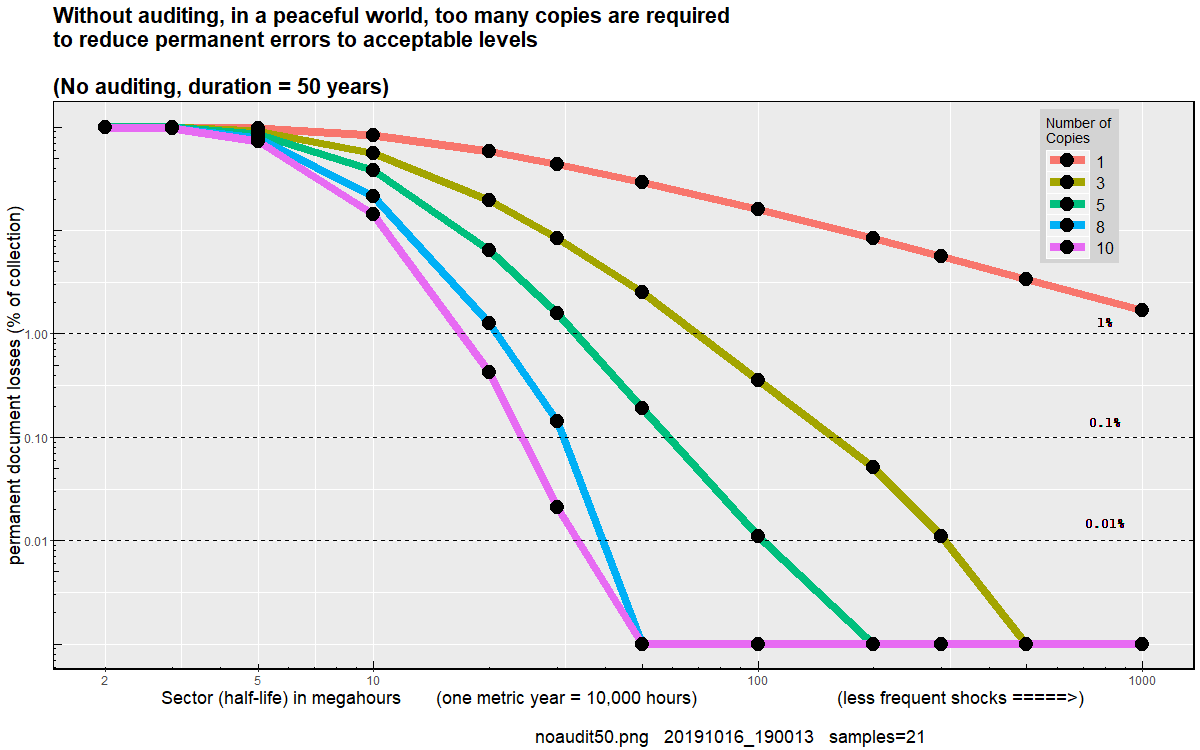 Without auditing, in a peaceful world, too many copies are required
to reduce permanent errors to acceptable levels
(No auditing, duration = 50 years)
Number of
Copies
1
3
5
8
10
permanent document losses (% of collection)
1.00
0.10
0.01
1%
0.1%
0.01%
2 5 10 100 1000
Sector (half-life) in megahours (one metric year = 10,000 hours) (less frequent shocks =====>)
noaudit50.png 20191016_190013 samples=21